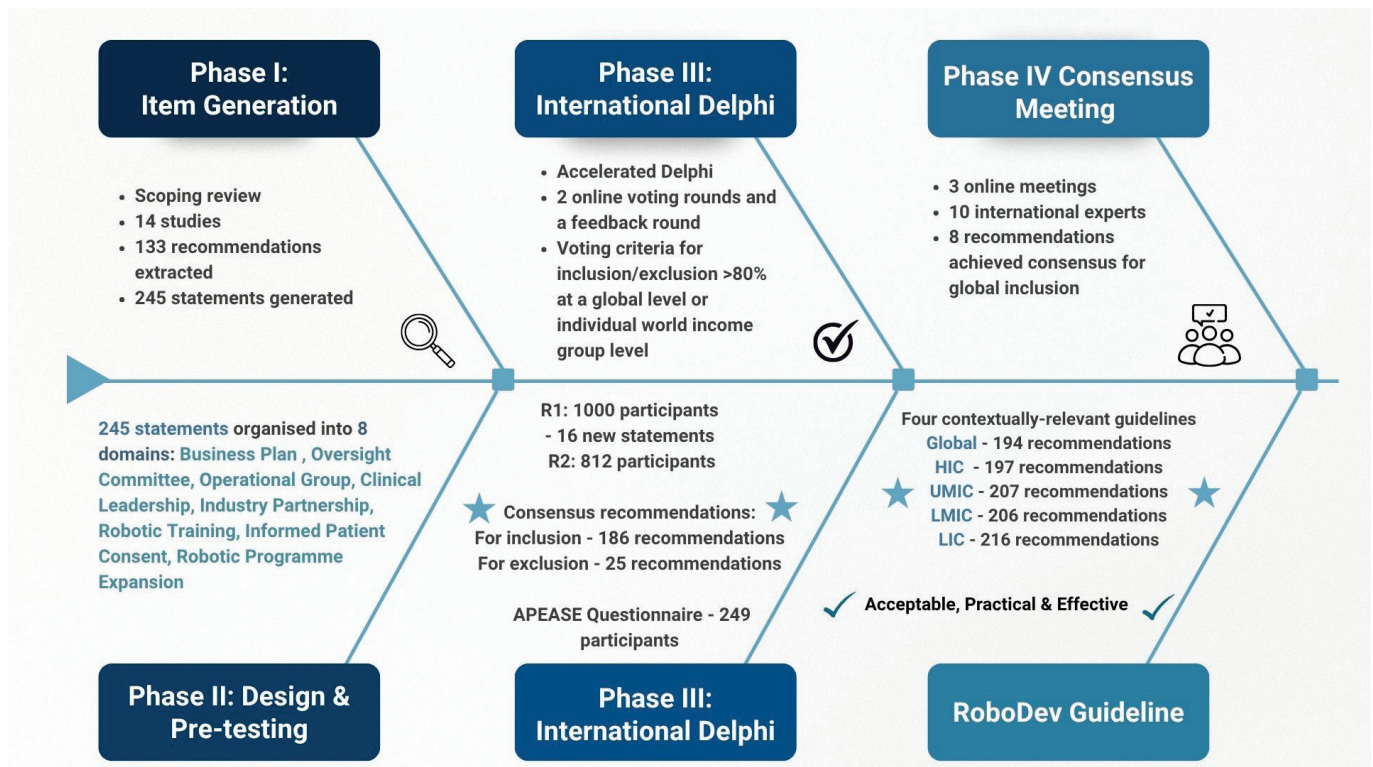 Phase I:
Item Generation
• Scoping review
• 14 studies
• 133 recommendations
extracted
• 245 statements generated
Phase III:
International Delphi
• Accelerated Delphi
• 2 online voting rounds and
a feedback round
• Voting criteria for
inclusion/exclusion >80%
at a global level or
individual world income
group level
Phase IV Consensus
Meeting
• 3 online meetings
• 10 international experts
• 8 recommendations
achieved consensus for
global inclusion
245 statements organised into 8
domains: Business Plan , Oversight
Committee, Operational Group, Clinical
Leadership, Industry Partnership,
Robotic Training, Informed Patient
Consent, Robotic Programme
Expansion
Phase II: Design &
Pre-testing
R1: 1000 participants
- 16 new statements
R2: 812 participants
Consensus recommendations:
For inclusion - 186 recommendations
For exclusion - 25 recommendations
APEASE Questionnaire - 249
participants
Phase III:
International Delphi
Four contextually-relevant guidelines
Global - 194 recommendations
HIC - 197 recommendations
UMIC - 207 recommendations
LMIC - 206 recommendations
LIC - 216 recommendations
Acceptable, Practical & Effective
RoboDev Guideline